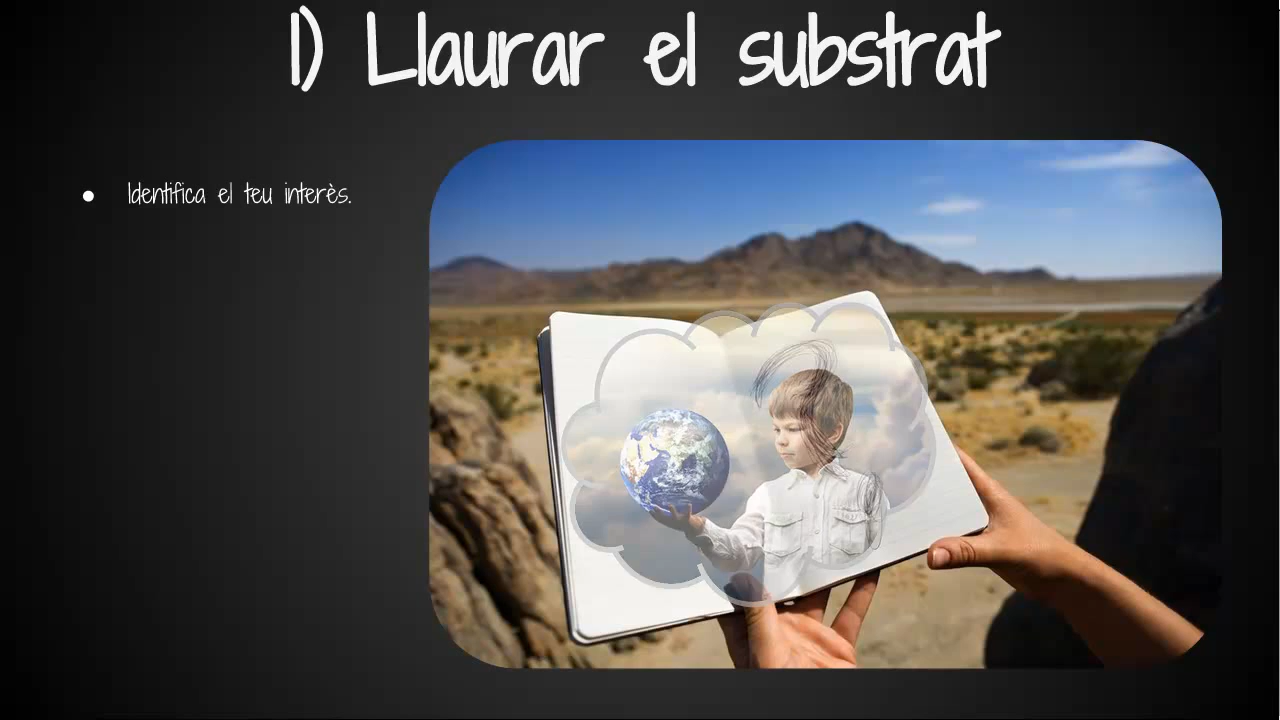 1) Llaurar el substrat
● Identifica el teu interès.